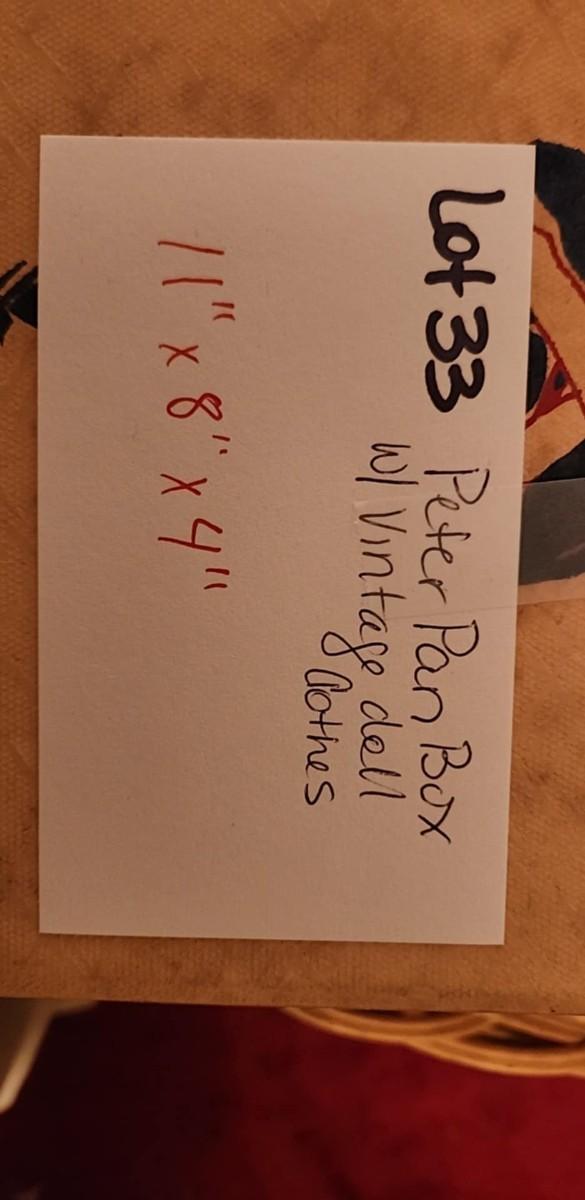 Lot 33 Peter Pan Box
w/ Vintage doll
Clothes
11" x 8" x 4"